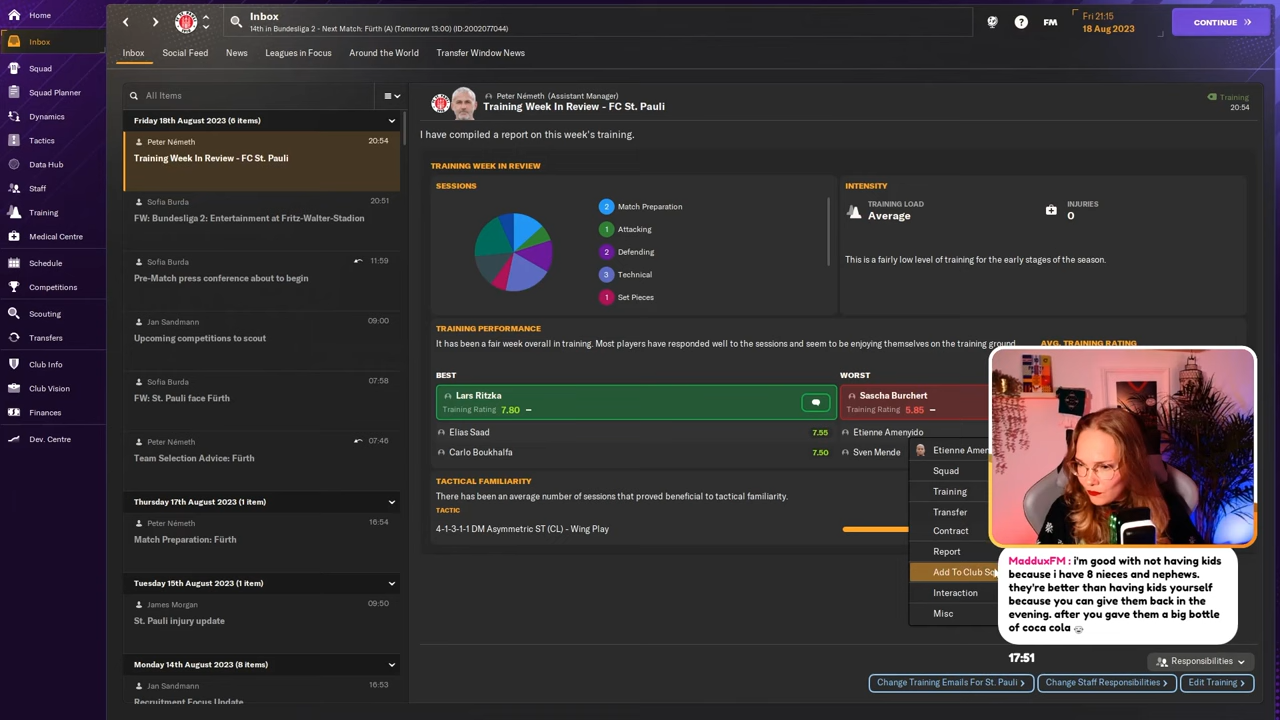 Home
Inbox
Squad
Squad Planner
Dynamics
Tactics
Data Hub
Staff
Training
Medical Centre
Schedule
Competitions
Scouting
Transfers
Club Info
Club Vision
Finances
Dev. Centre
Inbox
14th in Bundesliga 2 - Next Match: Fürth (A) (Tomorrow 13:00) (ID:2002077044)
FM
Fri 21:15
18 Aug 2023
CONTINUE
Inbox Social Feed News Leagues in Focus Around the World Transfer Window News
All Items
Friday 18th August 2023 (6 items)
Peter Németh 20:54
Training Week In Review - FC St. Pauli
Sofia Burda 20:51
FW: Bundesliga 2: Entertainment at Fritz-Walter-Stadion
Sofia Burda 11:59
Pre-Match press conference about to begin
Jan Sandmann 09:00
Upcoming competitions to scout
Sofia Burda 07:58
FW: St. Pauli face Fürth
Peter Németh 07:46
Team Selection Advice: Fürth
Thursday 17th August 2023 (1 item)
Peter Németh 16:54
Match Preparation: Fürth
Tuesday 15th August 2023 (1 item)
James Morgan 09:50
St. Pauli injury update
Monday 14th August 2023 (8 items)
Jan Sandmann 16:53
Recruitment Focus Update
Peter Németh (Assistant Manager)
Training Week In Review - FC St. Pauli
Training
20:54
I have compiled a report on this week's training.
TRAINING WEEK IN REVIEW
SESSIONS
2 Match Preparation
1 Attacking
2 Defending
3 Technical
1 Set Pieces
INTENSITY
TRAINING LOAD
Average
INJURIES
0
This is a fairly low level of training for the early stages of the season.
TRAINING PERFORMANCE
It has been a fair week overall in training. Most players have responded well to the sessions and seem to be enjoying themselves on the training ground.
AVG. TRAINING RATING
BEST
Lars Ritzka
Training Rating 7.80
Elias Saad 7.55
Carlo Boukhalfa 7.50
WORST
Sascha Burchert
Training Rating 5.85
Etienne Amenyido
Sven Mende
TACTICAL FAMILIARITY
There has been an average number of sessions that proved beneficial to tactical familiarity.
TACTIC
4-1-3-1-1 DM Asymmetric ST (CL) - Wing Play
Etienne Amen
Squad
Training
Transfer
Contract
Report
Add To Club Sq
Interaction
Misc
MadduxFM : i'm good with not having kids
because i have 8 nieces and nephews.
they're better than having kids yourself
because you can give them back in the
evening. after you gave them a big bottle
of coca cola
17:51
Responsibilities
Change Training Emails For St. Pauli
Change Staff Responsibilities
Edit Training